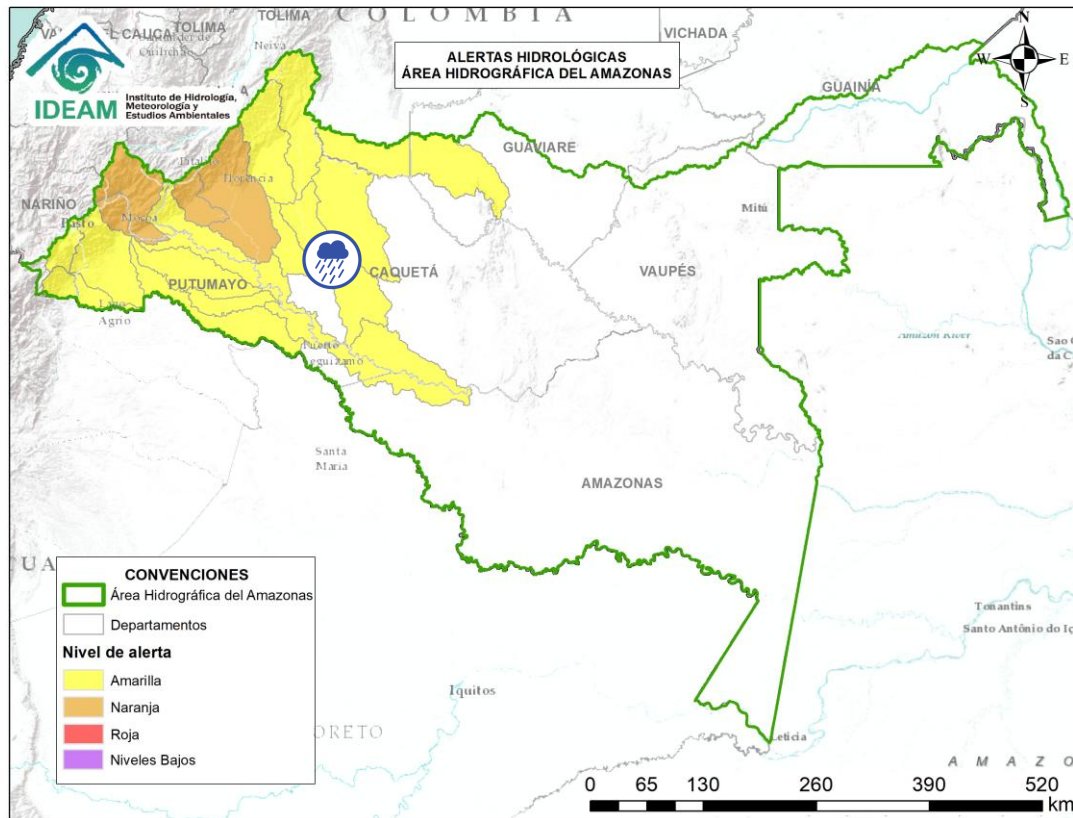 COLOMBIA
TOLIMA
TOLIMA
Neiva
VICHADA
IDEAM
Instituto de Hidrología,
Meteorología y
Estudios Ambientales
ALERTAS HIDROLÓGICAS
ÁREA HIDROGRÁFICA DEL AMAZONAS
N
W
E
S
GUAINÍA
GUAVIARE
NARIÑO
Pasto
Mocoa
Florencia
Mitú
CAQUETÁ
VAUPÉS
PUTUMAYO
Lago
Agrio
Puerto
Leguizamo
Amazon River
Santa
Maria
AMAZONAS
CONVENCIONES
Área Hidrográfica del Amazonas
Departamentos
Nivel de alerta
Amarilla
Naranja
Roja
Niveles Bajos
Tonantins
Santo Antônio do Iç
Iquitos
ORETO
Leticia
AMAZO
0 65 130 260 390 520
km